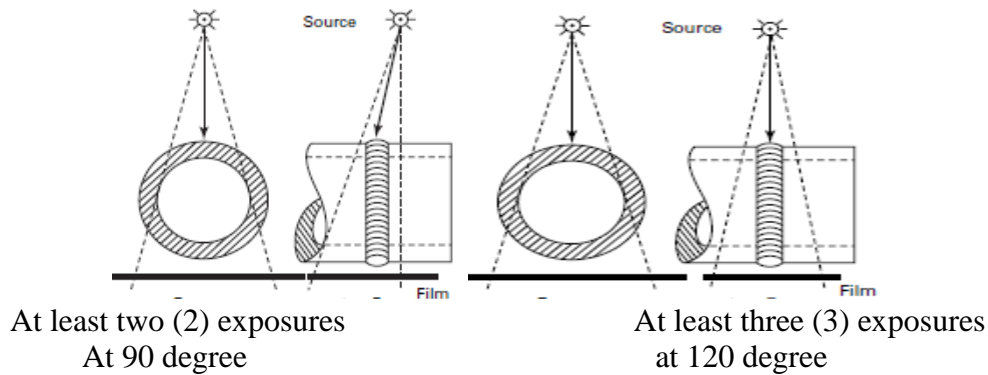 Source
Source
Film
Film
At least two (2) exposures
At 90 degree
At least three (3) exposures
at 120 degree